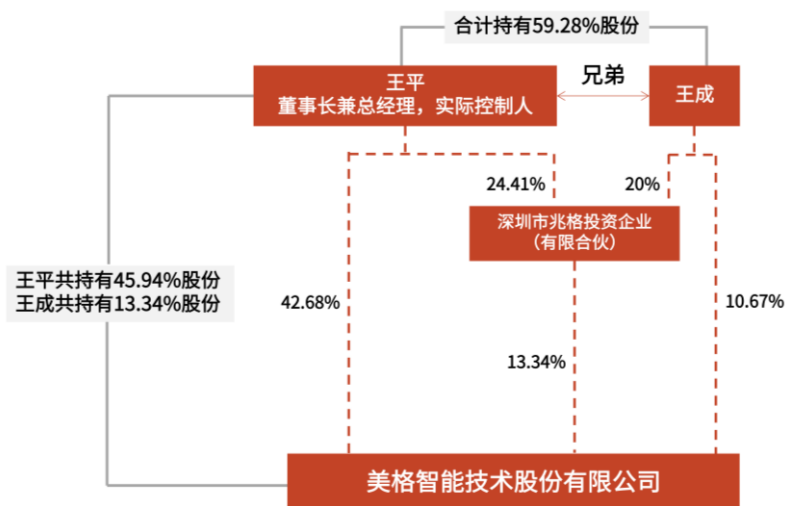 合计持有59.28%股份
王平
董事长兼总经理，实际控制人
兄弟
王成
24.41%
20%
深圳市兆格投资企业
（有限合伙）
王平共持有45.94%股份
王成共持有13.34%股份
42.68%
10.67%
13.34%
美格智能技术股份有限公司